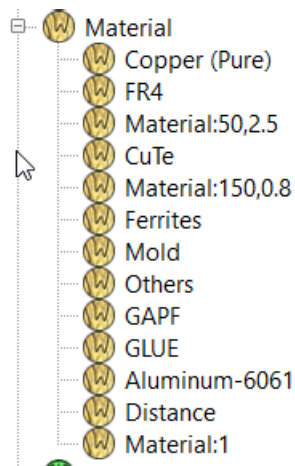 Material
Copper (Pure)
FR4
Material:50,2.5
CuTe
Material:150,0.8
Ferrites
Mold
Others
GAPF
GLUE
Aluminum-6061
Distance
Material:1